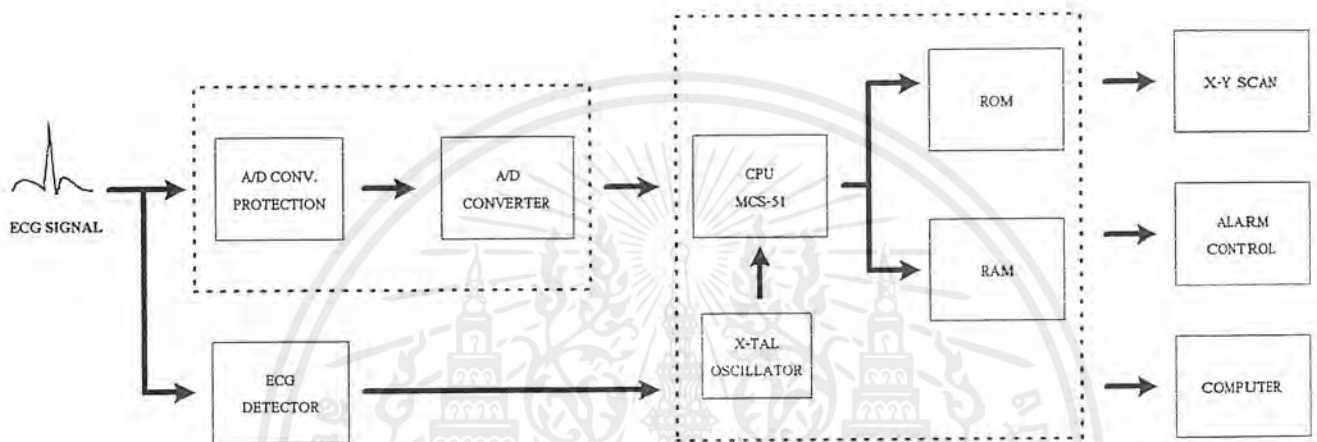 ECG SIGNAL
A/D CONV.
PROTECTION
A/D
CONVERTER
ECG
DETECTOR
CPU
MCS-51
X-TAL
OSCILLATOR
ROM
RAM
X-Y SCAN
ALARM
CONTROL
COMPUTER